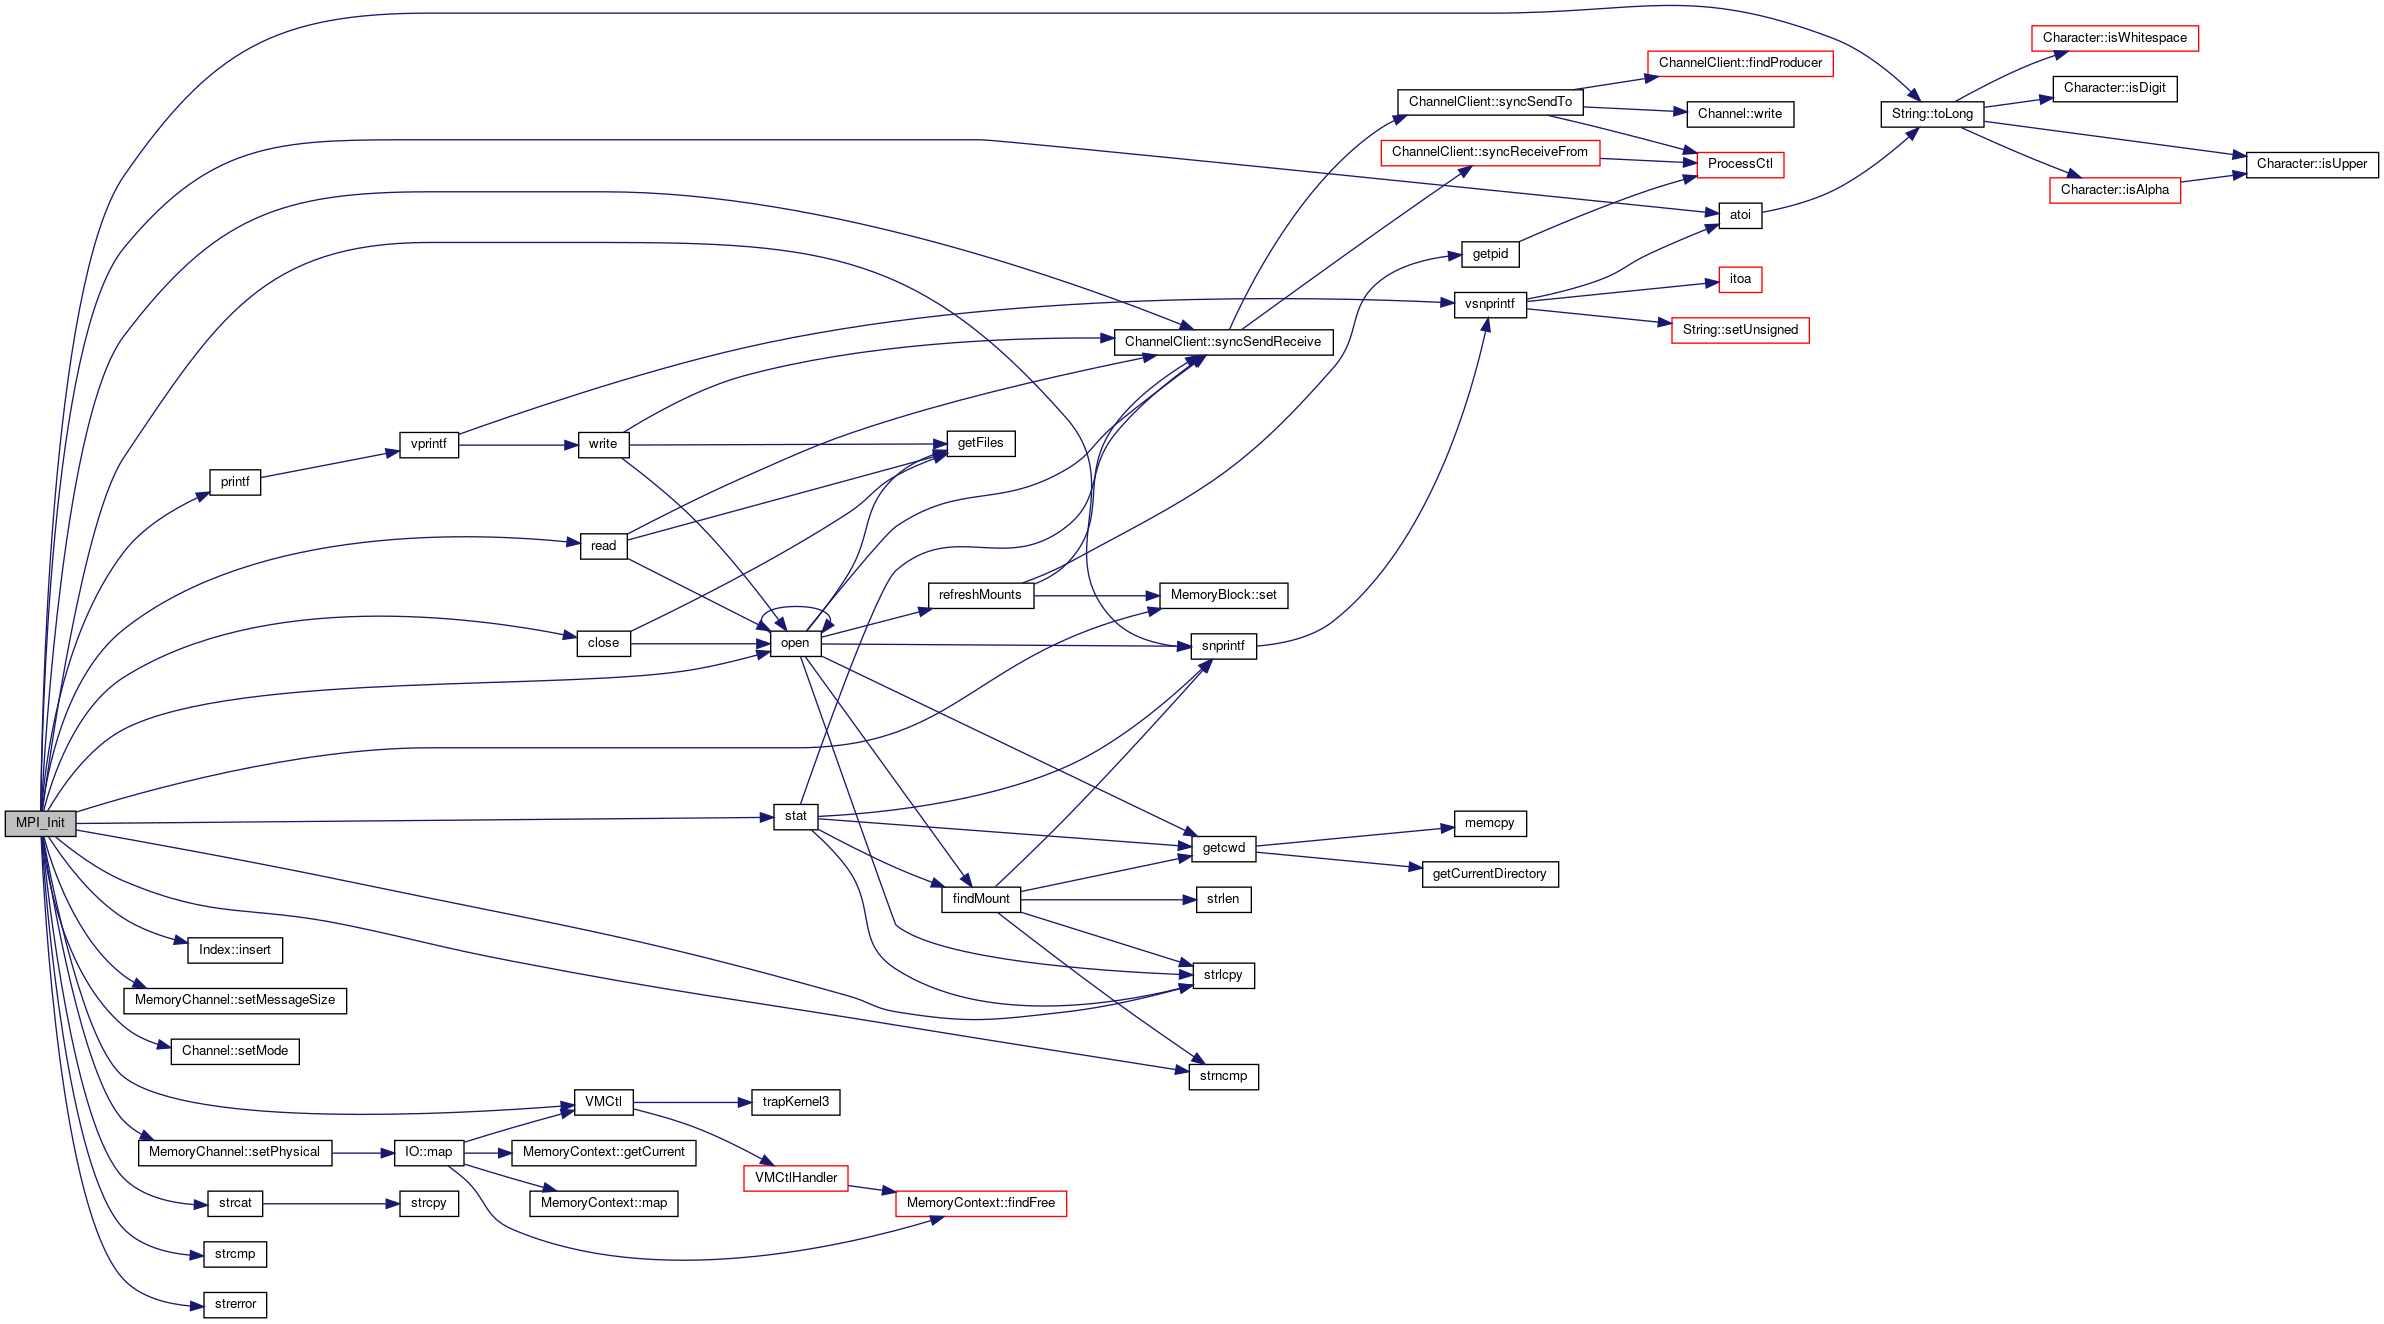 Character::isWhitespace
ChannelClient::findProducer
Character::isDigit
ChannelClient::syncSendTo
Channel::write
String::toLong
ChannelClient::syncReceiveFrom
ProcessCtl
Character::isUpper
Character::isAlpha
atoi
getpid
itoa
vsnprintf
String::setUnsigned
ChannelClient::syncSendReceive
vprintf
write
getFiles
printf
read
refreshMounts
MemoryBlock::set
close
open
snprintf
MPI_Init
stat
memcpy
getcwd
getCurrentDirectory
findMount
strlen
Index::insert
strlcpy
MemoryChannel::setMessageSize
Channel::setMode
strncmp
VMCtl
trapKernel3
MemoryChannel::setPhysical
IO::map
MemoryContext::getCurrent
VMCtlHandler
strcat
strcpy
MemoryContext::map
MemoryContext::findFree
strcmp
strerror